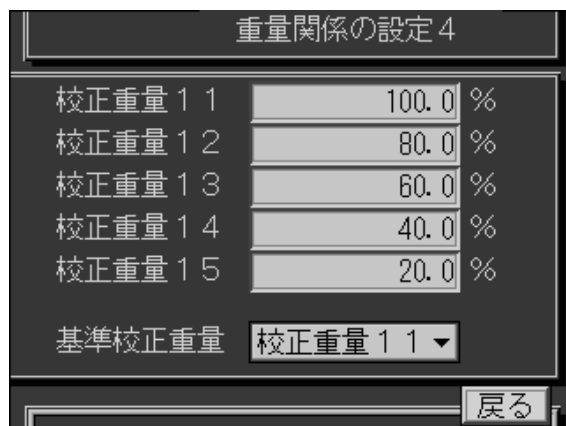 重量関係の設定４
校正重量１１ 100.0 %
校正重量１２ 80.0 %
校正重量１３ 60.0 %
校正重量１４ 40.0 %
校正重量１５ 20.0 %
基準校正重量 校正重量１１▼
戻る